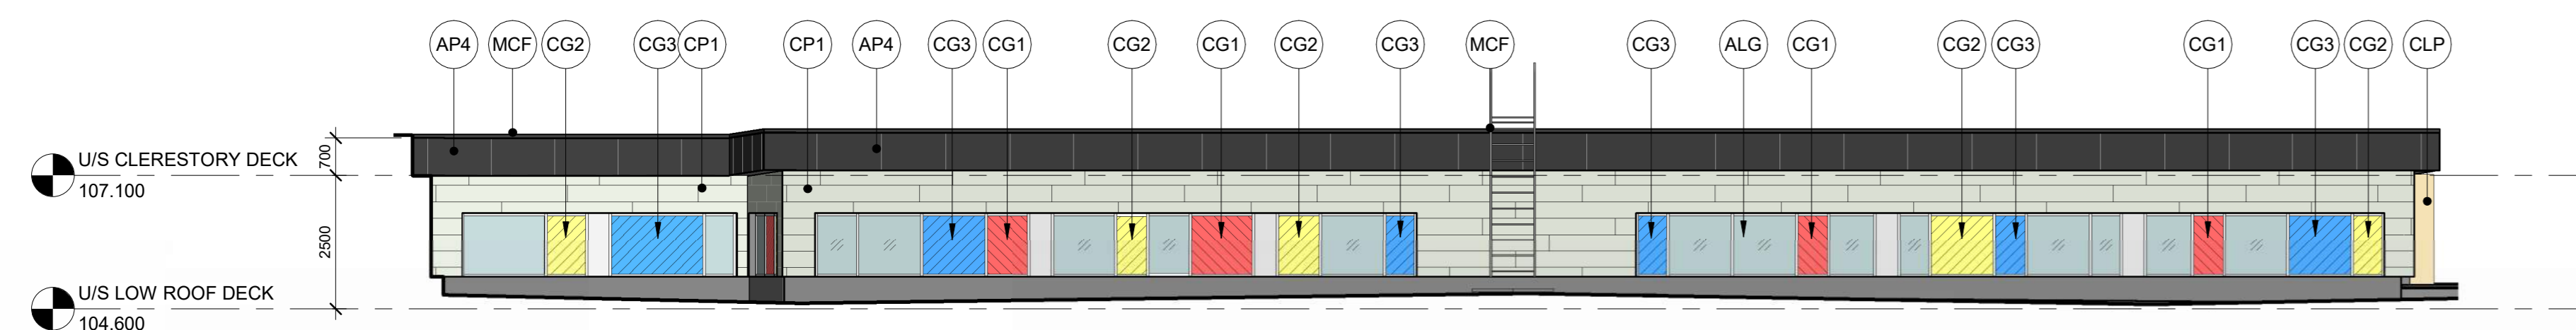 AP4 MCF CG2 CG3 CP1 CP1 AP4 CG3 CG1 CG2 CG1 CG2 CG3 MCF CG3 ALG CG1 CG2 CG3 CG1 CG3 CG2 CLP
700
U/S CLERESTORY DECK
107.100
2500
U/S LOW ROOF DECK
104.600